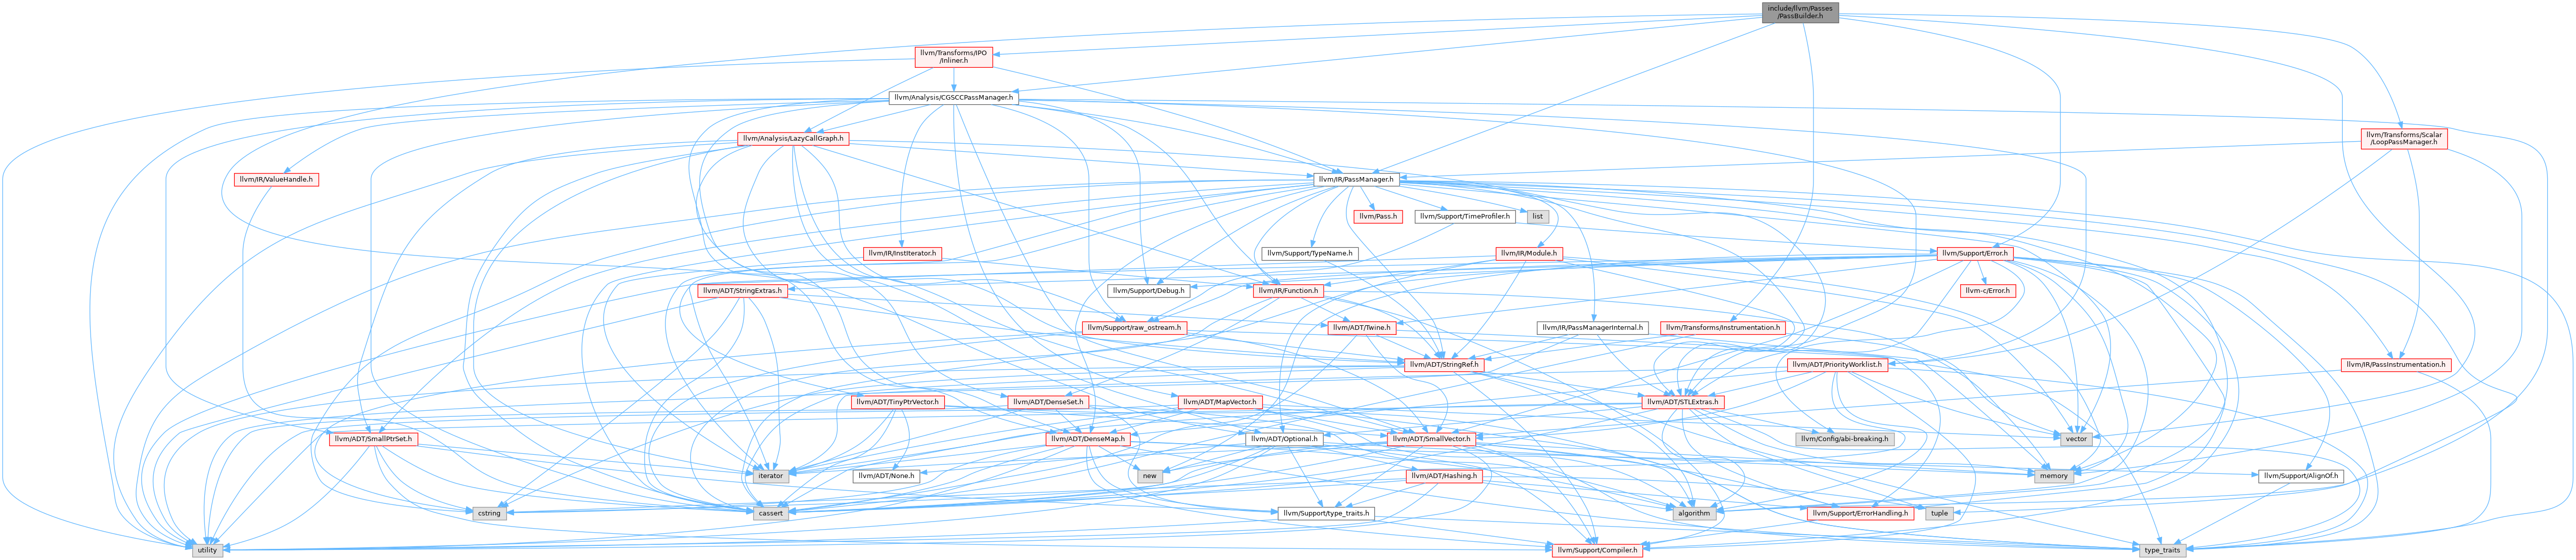 include/llvm/Passes
/PassBuilder.h
llvm/Transforms/IPO
/Inliner.h
llvm/Analysis/CGSCCPassManager.h
llvm/Analysis/LazyCallGraph.h
llvm/Transforms/Scalar
/LoopPassManager.h
llvm/IR/ValueHandle.h
llvm/IR/PassManager.h
llvm/Pass.h
llvm/Support/TimeProfiler.h
list
llvm/IR/InstIterator.h
llvm/Support/TypeName.h
llvm/IR/Module.h
llvm/Support/Error.h
llvm/ADT/StringExtras.h
llvm/Support/Debug.h
llvm/IR/Function.h
llvm-c/Error.h
llvm/Support/raw_ostream.h
llvm/ADT/Twine.h
llvm/IR/PassManagerInternal.h
llvm/Transforms/Instrumentation.h
llvm/ADT/StringRef.h
llvm/ADT/PriorityWorklist.h
llvm/IR/PassInstrumentation.h
llvm/ADT/TinyPtrVector.h
llvm/ADT/DenseSet.h
llvm/ADT/MapVector.h
llvm/ADT/STLExtras.h
llvm/ADT/SmallPtrSet.h
llvm/ADT/DenseMap.h
llvm/ADT/Optional.h
llvm/ADT/SmallVector.h
llvm/Config/abi-breaking.h
vector
iterator
llvm/ADT/None.h
new
llvm/ADT/Hashing.h
memory
llvm/Support/AlignOf.h
cstring
cassert
llvm/Support/type_traits.h
algorithm
llvm/Support/ErrorHandling.h
tuple
utility
llvm/Support/Compiler.h
type_traits